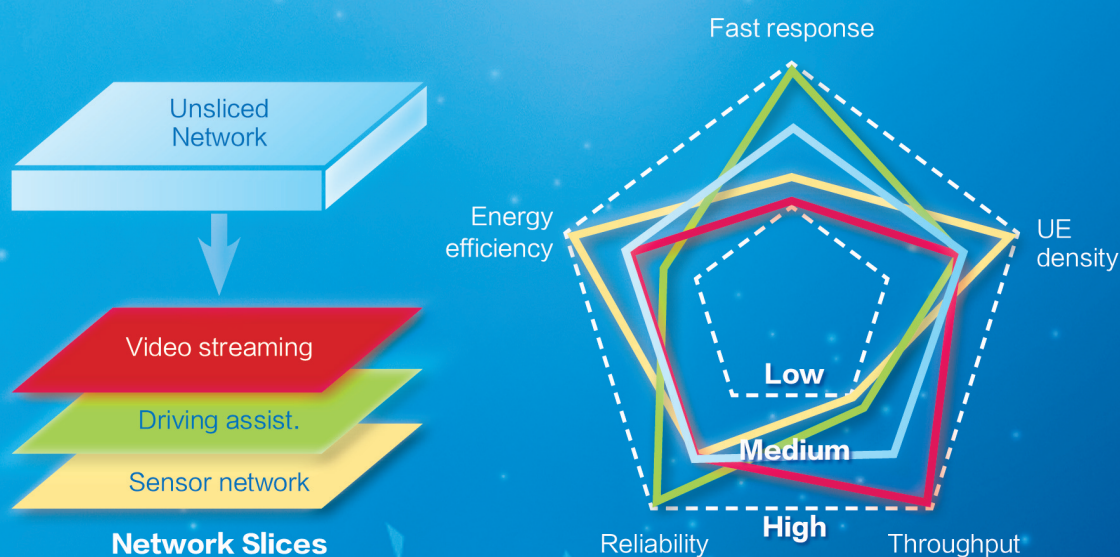 Unsliced
Network
Video streaming
Driving assist.
Sensor network
Network Slices
Fast response
Energy
efficiency
UE
density
Low
Medium
High
Reliability
Throughput